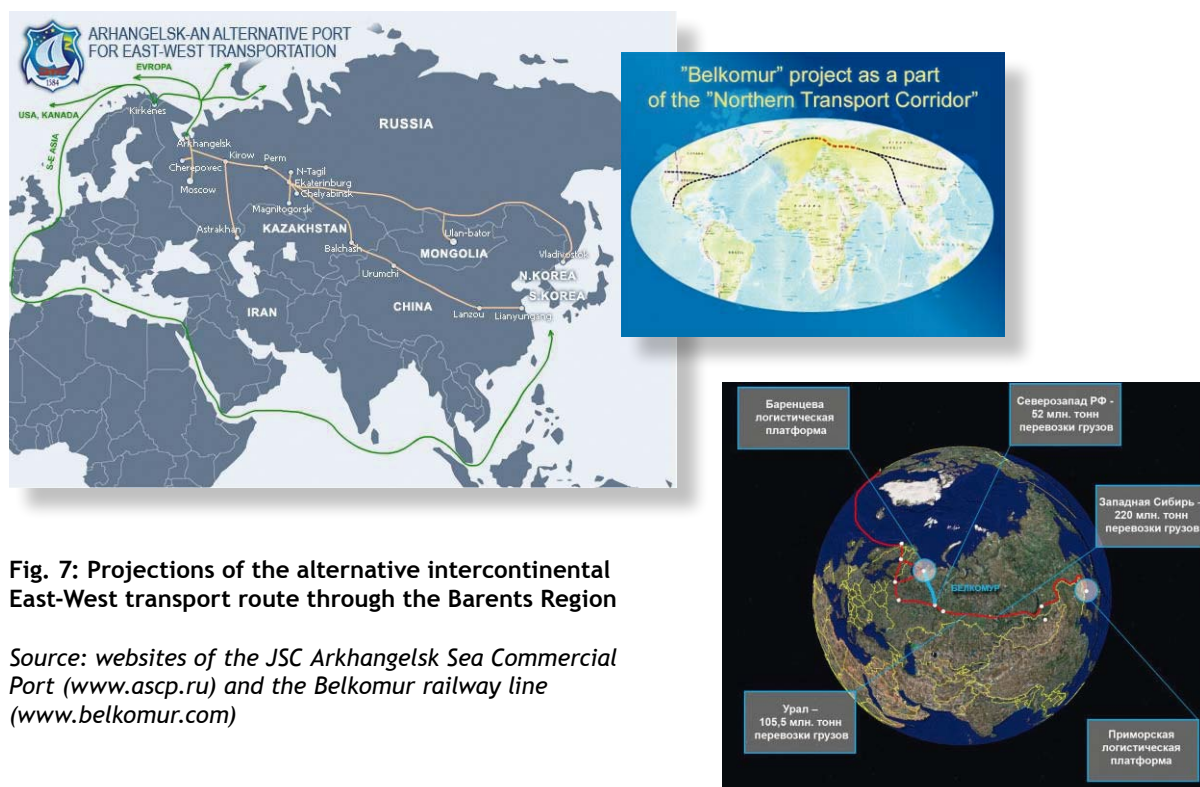 ARHANGELSK-AN ALTERNATIVE PORT
FOR EAST-WEST TRANSPORTATION
1584
EVROPA
USA, KANADA
S-E ASIA
Kirkenes
RUSSIA
Arkhangelsk
Kirow
Perm
Cherepovec
N-Tagil
Ekaterinburg
Chelyabinsk
Moscow
Magnitogorsk
Astrakhan
KAZAKHSTAN
Balchash
Ulan-bator
MONGOLIA
Vladivostok
Urumchi
N.KOREA
S.KOREA
CHINA
IRAN
Lanzou
Lianyungang
"Belkomur" project as a part
of the "Northern Transport Corridor"
Баренцева
логистическая
платформа
Северозапад РФ -
52 млн. тонн
перевозки грузов
Западная Сибирь -
220 млн. тонн
перевозки грузов
БЕЛКОМУР
Урал –
105,5 млн. тонн
перевозки грузов
Приморская
логистическая
платформа
Fig. 7: Projections of the alternative intercontinental
East-West transport route through the Barents Region
Source: websites of the JSC Arkhangelsk Sea Commercial
Port (www.ascp.ru) and the Belkomur railway line
(www.belkomur.com)